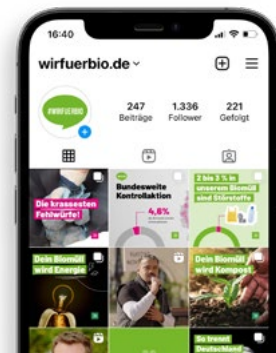 16:40
wirfuerbio.de
#WIRFUERBIO
247
1.336
221
Beiträge
Follower
Gefolgt
Die krassesten
Fehlwürfe!
Bundesweite
Kontrollaktion
4,6%
2 bis 3 % in
unserem Biomüll
sind Störstoffe
Dein Biomüll
wird Energie
Dein Biomüll
wird Kompost
So trennt
Deutschland